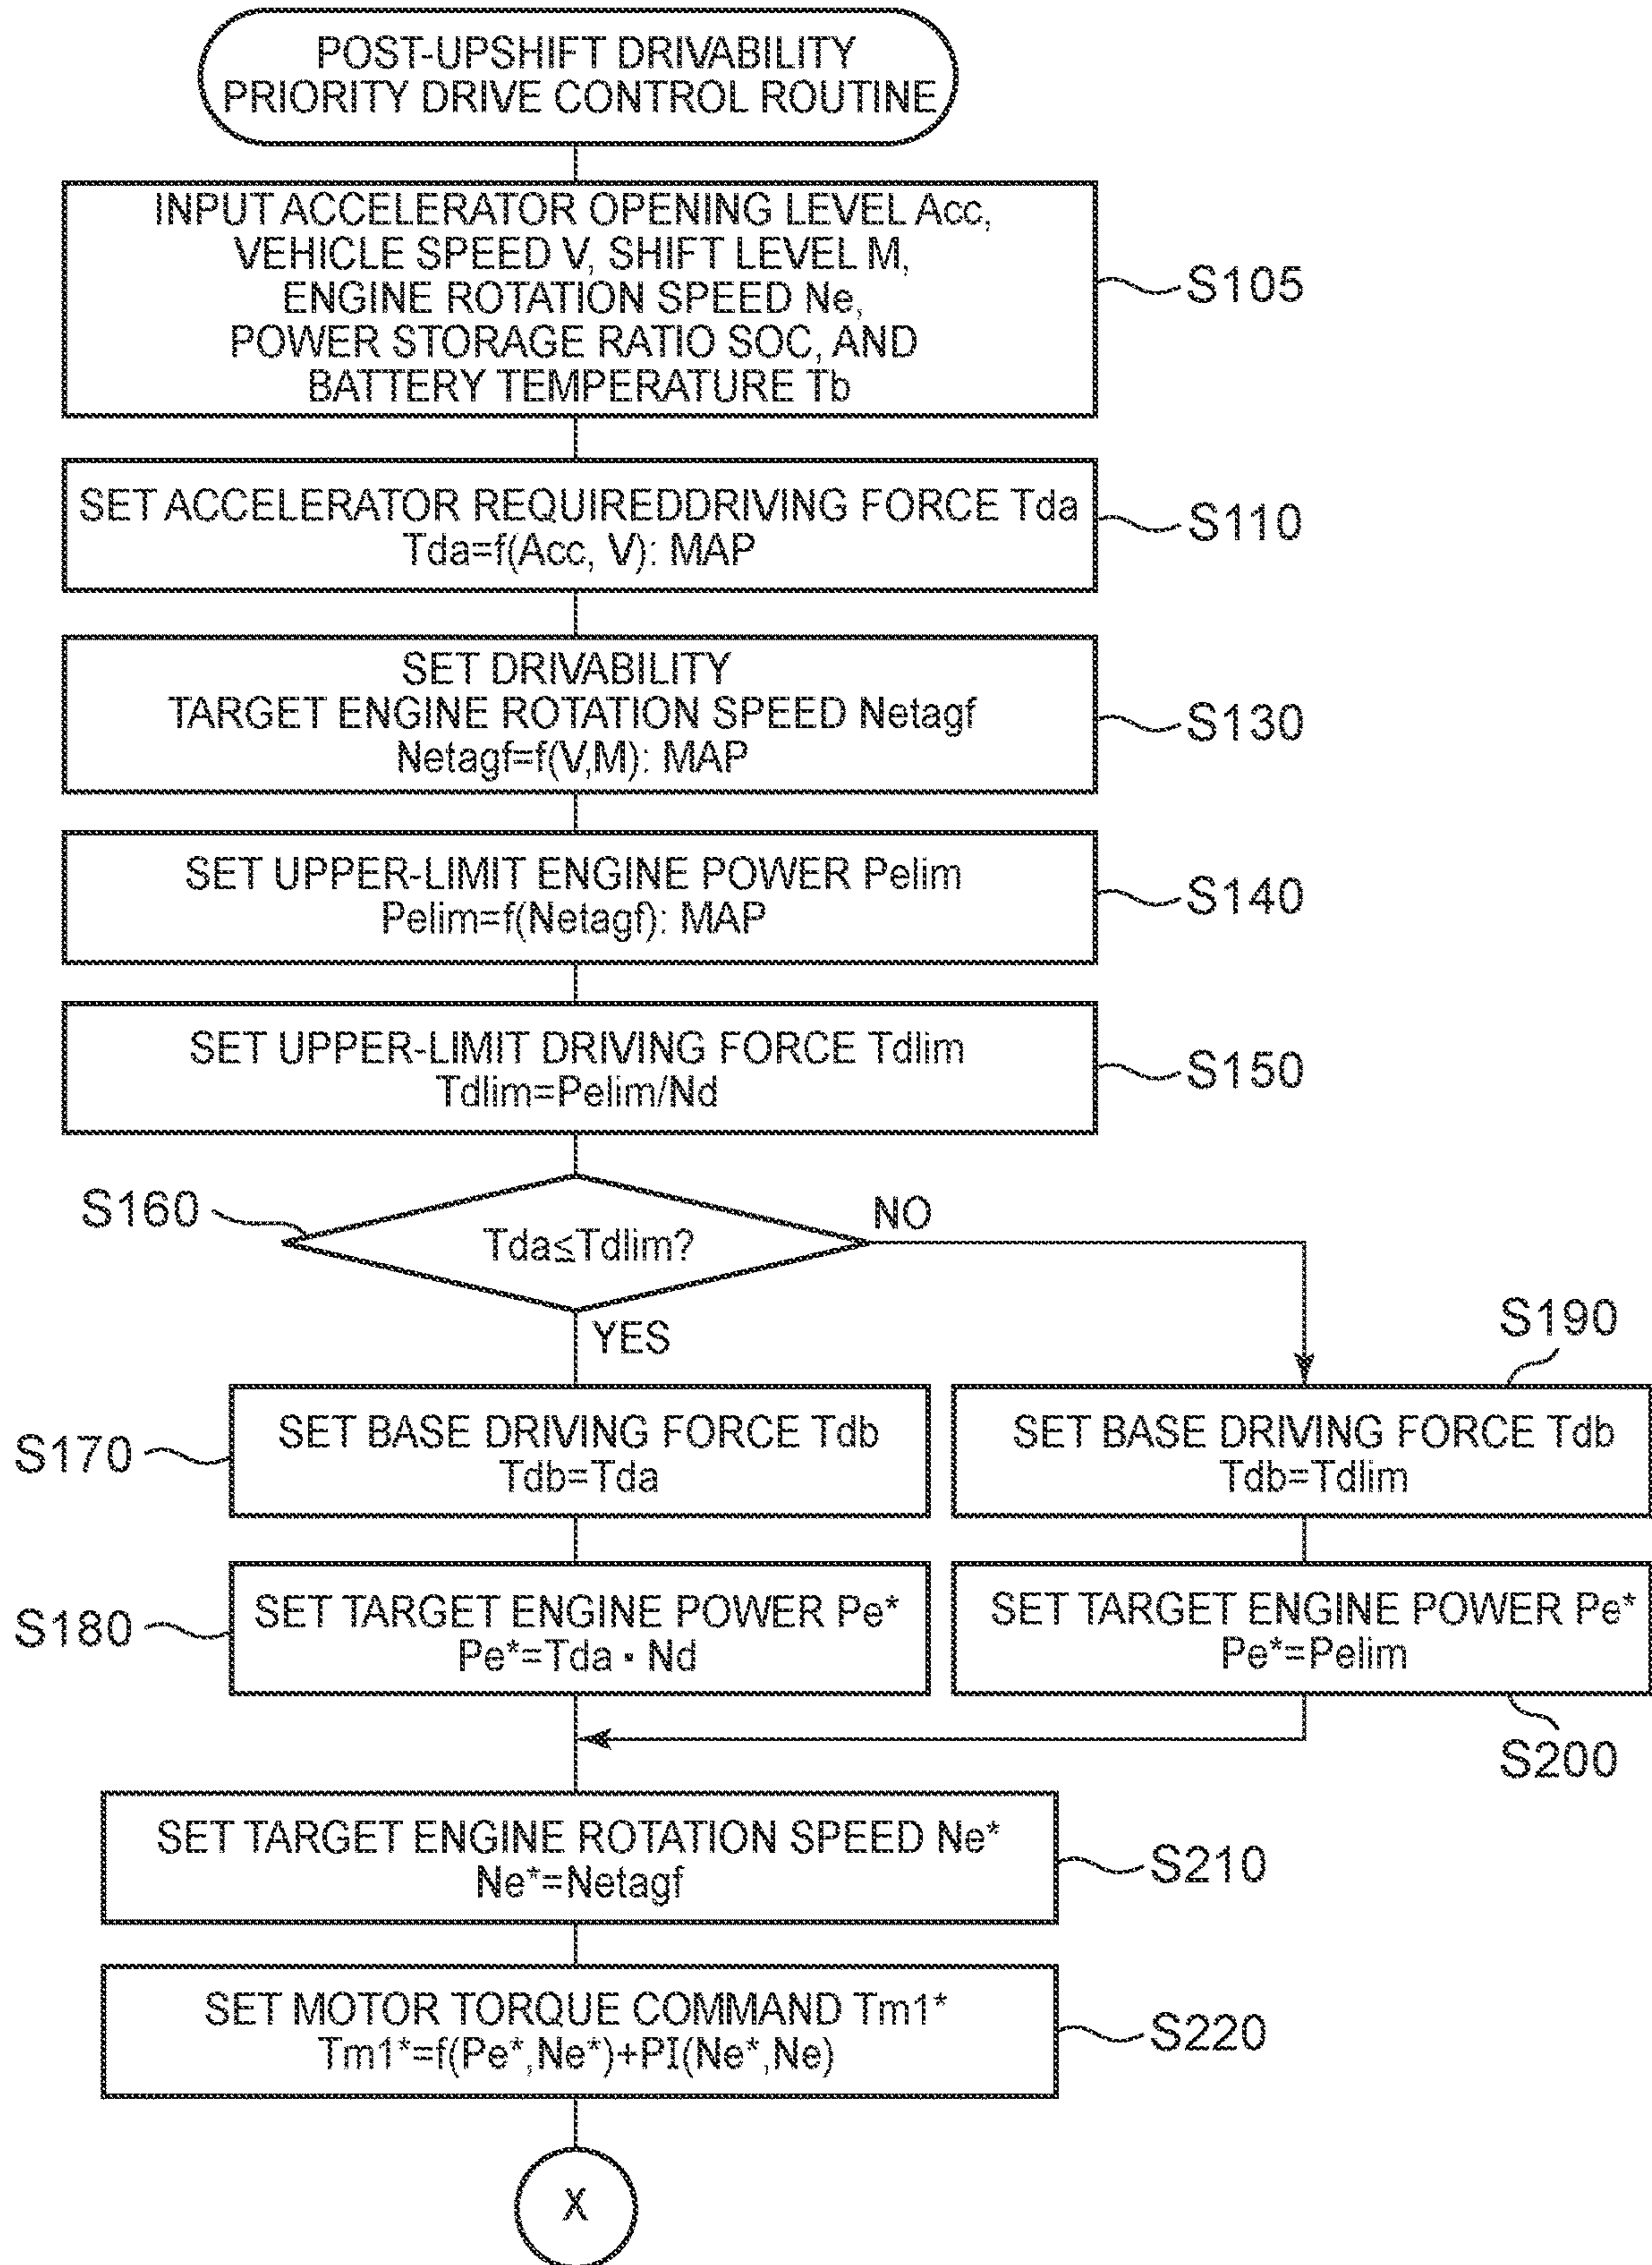 POST-UPSHIFT DRIVABILITY
PRIORITY DRIVE CONTROL ROUTINE
INPUT ACCELERATOR OPENING LEVEL Acc,
VEHICLE SPEED V, SHIFT LEVEL M,
ENGINE ROTATION SPEED Ne,
POWER STORAGE RATIO SOC, AND
BATTERY TEMPERATURE Tb
S105
SET ACCELERATOR REQUIREDDRIVING FORCE Tda
Tda=f(Acc, V): MAP
S110
SET DRIVABILITY
TARGET ENGINE ROTATION SPEED Netagf
Netagf=f(V,M): MAP
S130
SET UPPER-LIMIT ENGINE POWER Pelim
Pelim=f(Netagf): MAP
S140
SET UPPER-LIMIT DRIVING FORCE Tdlim
Tdlim=Pelim/Nd
S150
S160
Tda≤Tdlim?
NO
YES
S170
SET BASE DRIVING FORCE Tdb
Tdb=Tda
S190
SET BASE DRIVING FORCE Tdb
Tdb=Tdlim
S180
SET TARGET ENGINE POWER Pe*
Pe*=Tda・Nd
SET TARGET ENGINE POWER Pe*
Pe*=Pelim
S200
SET TARGET ENGINE ROTATION SPEED Ne*
Ne*=Netagf
S210
SET MOTOR TORQUE COMMAND Tm1*
Tm1*=f(Pe*,Ne*)+PI(Ne*,Ne)
S220
X